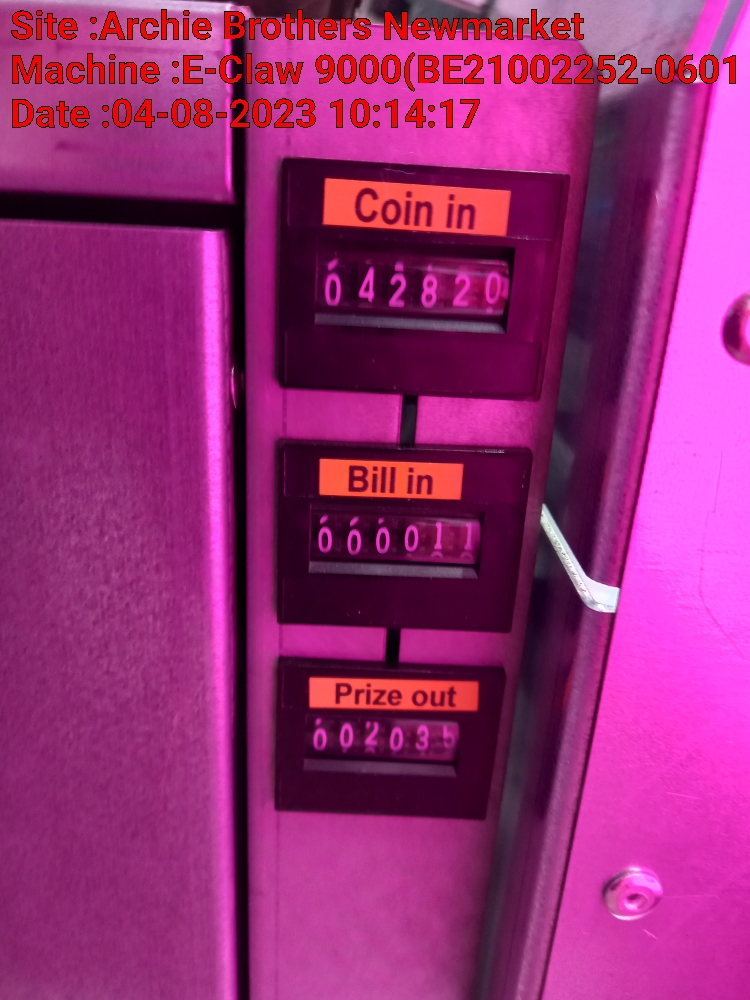 Site :Archie Brothers Newmarket
Machine :E-Claw 9000(BE21002252-0601
Date :04-08-2023 10:14:17
Coin in
042820
Bill in
000011
Prize out
002035